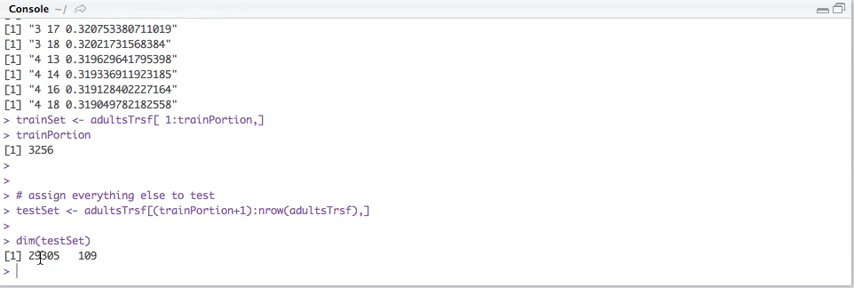 Console ~/
[1] "3 17 0.320753380711019"
[1] "3 18 0.32021731568384"
[1] "4 13 0.319629641795398"
[1] "4 14 0.319336911923185"
[1] "4 16 0.319128402227164"
[1] "4 18 0.319049782182558"
> trainSet <- adultsTrsf[ 1:trainPortion,]
> trainPortion
[1] 3256
>
>
> # assign everything else to test
> testSet <- adultsTrsf[(trainPortion+1):nrow(adultsTrsf),]
>
> dim(testSet)
[1] 29305 109
>